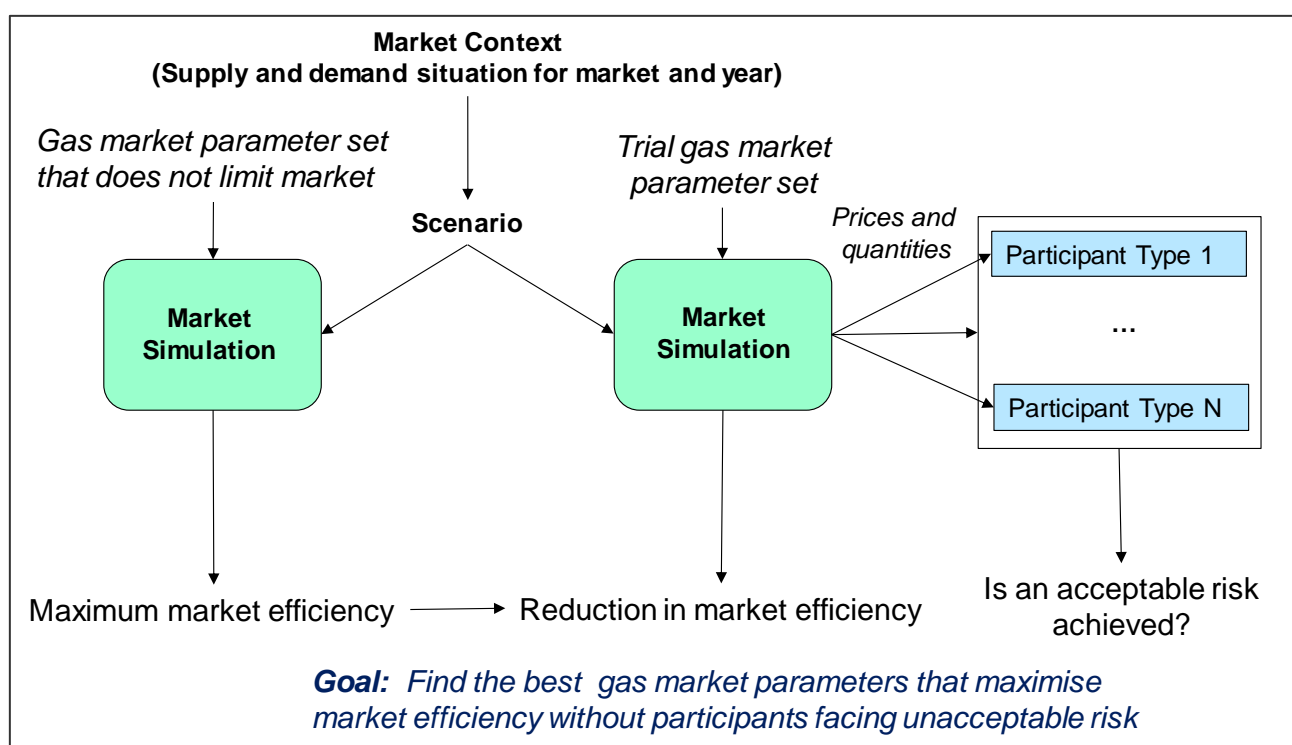 Market Context
(Supply and demand situation for market and year)
Gas market parameter set
that does not limit market
Trial gas market
parameter set
Scenario
Prices and
quantities
Participant Type 1
Market
Simulation
Market
Simulation
...
Participant Type N
Maximum market efficiency
Reduction in market efficiency
Is an acceptable risk
achieved?
Goal: Find the best gas market parameters that maximise
market efficiency without participants facing unacceptable risk